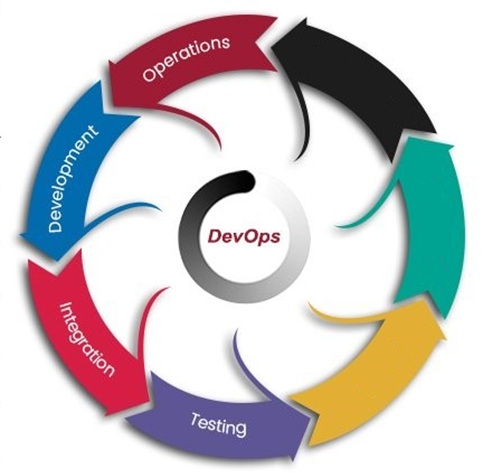 Operations
Development
DevOps
Integration
Testing